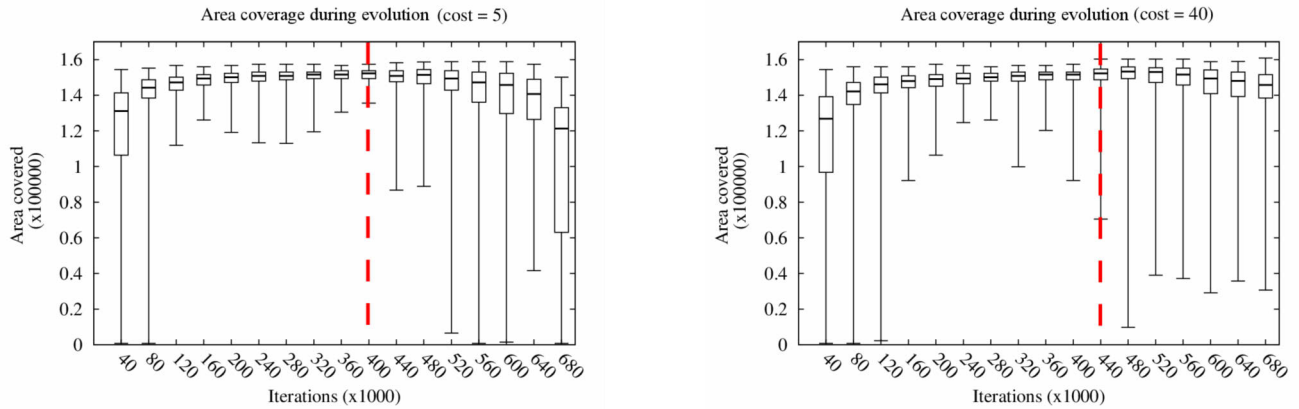 Area coverage during evolution (cost = 5)
1.6
1.4
1.2
1
0.8
0.6
0.4
0.2
0
Area covered
(x100000)
40 80 120 160 200 240 280 320 360 400 440 480 520 560 600 640 680
Iterations (x1000)
Area coverage during evolution (cost = 40)
1.6
1.4
1.2
1
0.8
0.6
0.4
0.2
0
Area covered
(x100000)
40 80 120 160 200 240 280 320 360 400 440 480 520 560 600 640 680
Iterations (x1000)